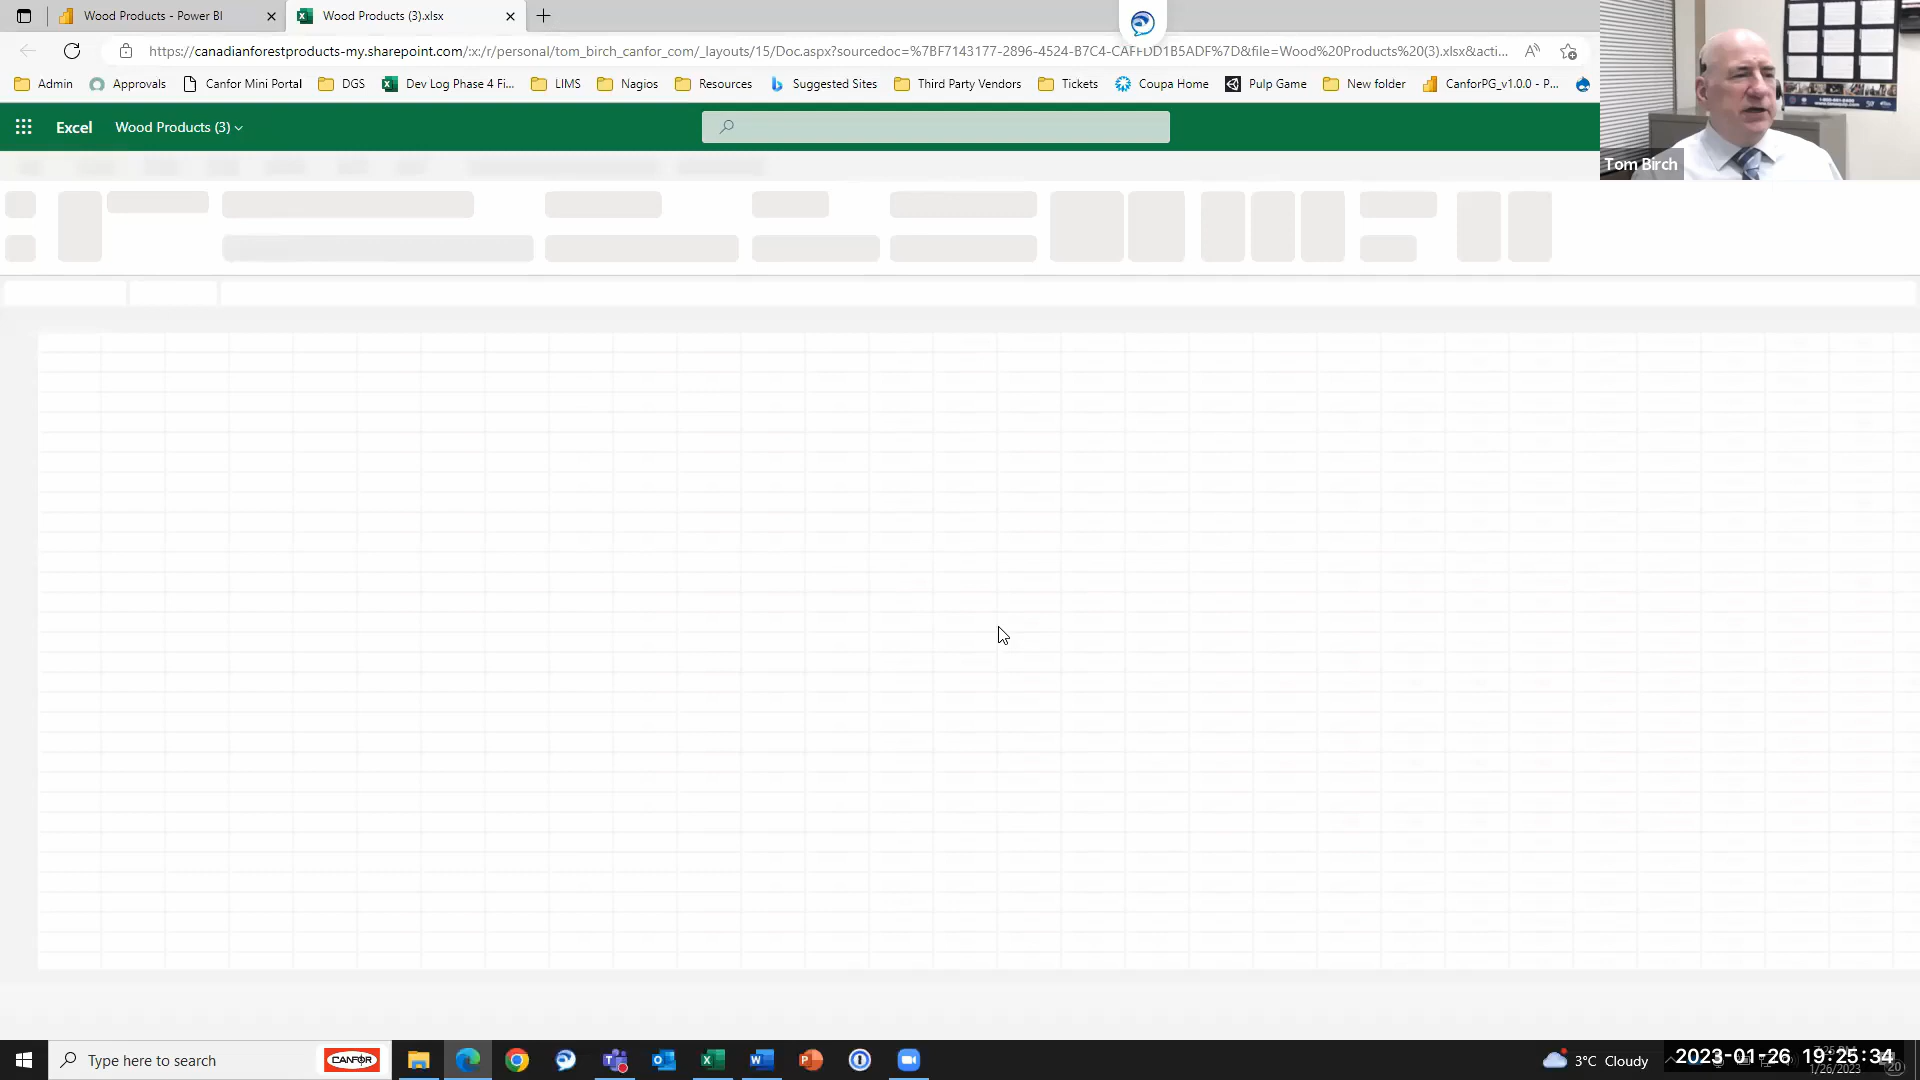 Wood Products - Power BI
Wood Products (3).xlsx
https://canadianforestproducts-my.sharepoint.com/:x:/r/personal/tom_birch_canfor_com/_layouts/15/Doc.aspx?sourcedoc=%7BF7143177-2896-4524-B7C4-CAFFDD1B5ADF%7D&file=Wood%20Products%20(3).xlsx&acti...
Admin Approvals Canfor Mini Portal DGS Dev Log Phase 4 Fi... LIMS Nagios Resources Suggested Sites Third Party Vendors Tickets Coupa Home Pulp Game New folder CanforPG_v1.0.0 - P...
Excel Wood Products (3)
Tom Birch
Type here to search
CANFOR
3°C Cloudy
2023-01-26 19:25:34
1/26/2023
20